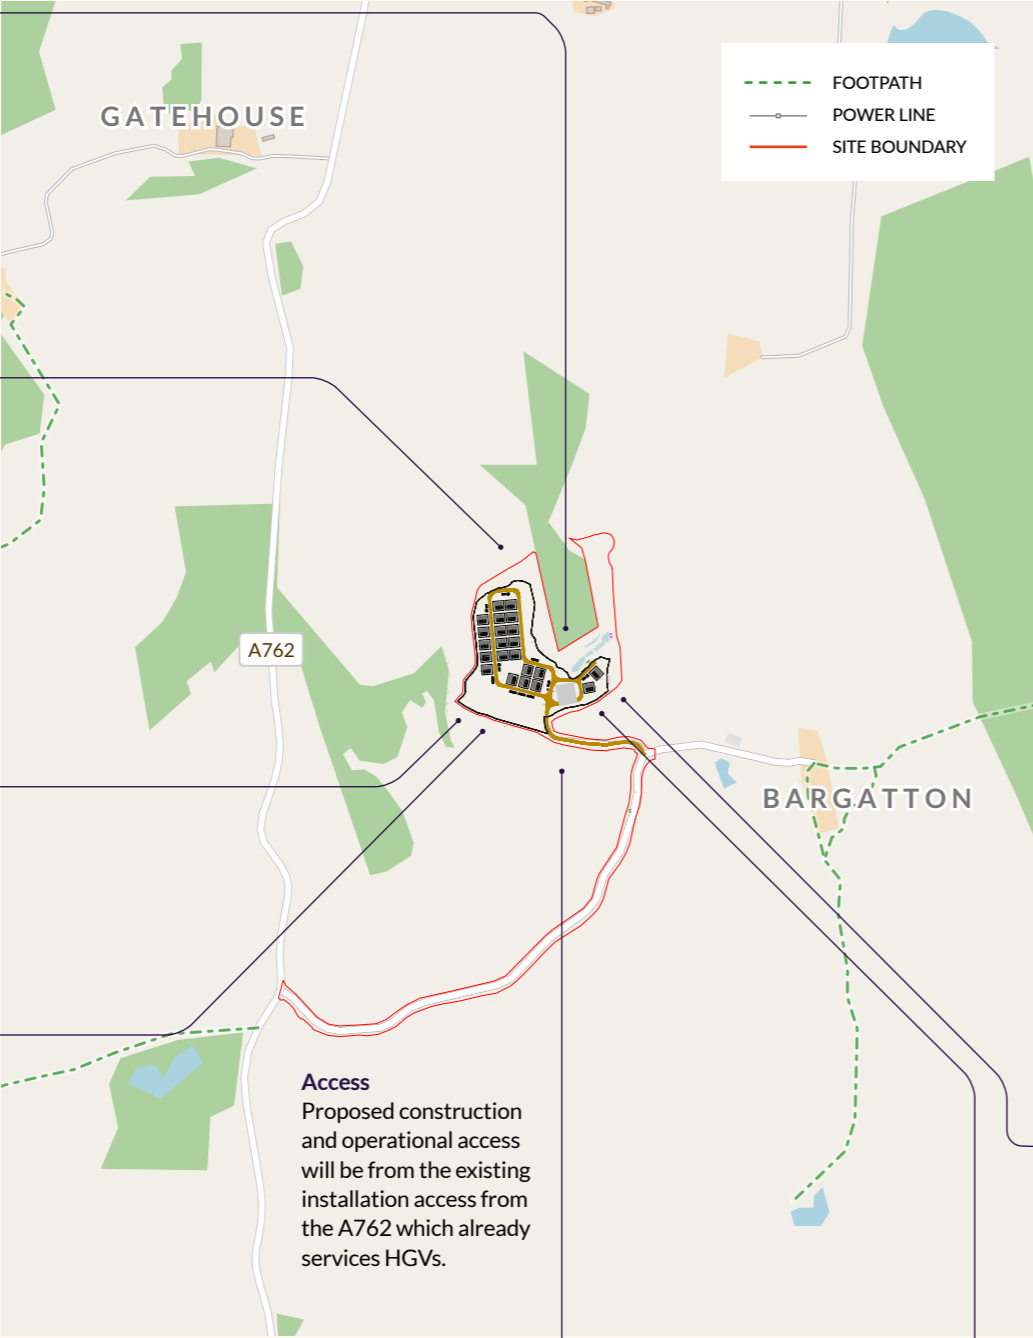 GATEHOUSE
FOOTPATH
POWER LINE
SITE BOUNDARY
A762
BARGATTON
Access
Proposed construction
and operational access
will be from the existing
installation access from
the A762 which already
services HGVs.